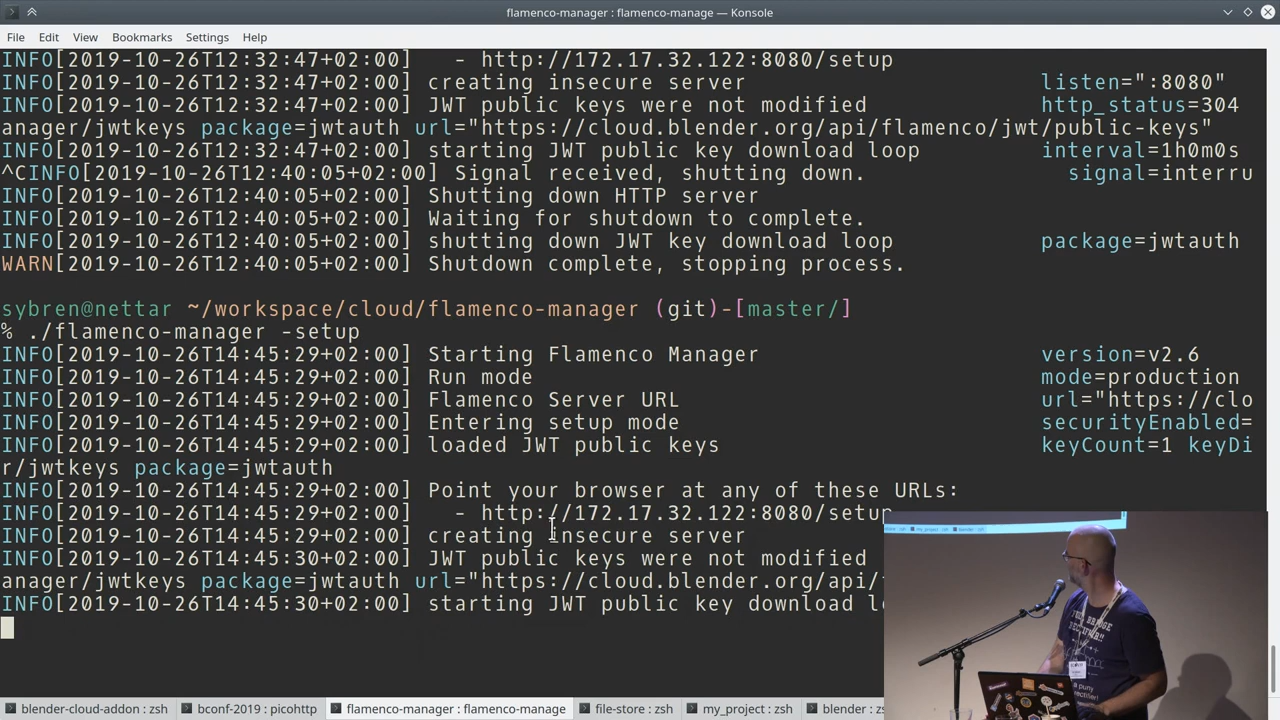 flamenco-manager : flamenco-manage — Konsole
File Edit View Bookmarks Settings Help
INFO[2019-10-26T12:32:47+02:00] - http://172.17.32.122:8080/setup
INFO[2019-10-26T12:32:47+02:00] creating insecure server listen=":8080"
INFO[2019-10-26T12:32:47+02:00] JWT public keys were not modified http_status=304
anager/jwtkeys package=jwtauth url="https://cloud.blender.org/api/flamenco/jwt/public-keys"
INFO[2019-10-26T12:32:47+02:00] starting JWT public key download loop interval=1h0m0s
^CINFO[2019-10-26T12:40:05+02:00] Signal received, shutting down. signal=interru
INFO[2019-10-26T12:40:05+02:00] Shutting down HTTP server
INFO[2019-10-26T12:40:05+02:00] Waiting for shutdown to complete.
INFO[2019-10-26T12:40:05+02:00] shutting down JWT key download loop package=jwtauth
WARN[2019-10-26T12:40:05+02:00] Shutdown complete, stopping process.
sybren@nettar ~/workspace/cloud/flamenco-manager (git)-[master/]
% ./flamenco-manager -setup
INFO[2019-10-26T14:45:29+02:00] Starting Flamenco Manager version=v2.6
INFO[2019-10-26T14:45:29+02:00] Run mode mode=production
INFO[2019-10-26T14:45:29+02:00] Flamenco Server URL url="https://clo
INFO[2019-10-26T14:45:29+02:00] Entering setup mode securityEnabled=
INFO[2019-10-26T14:45:29+02:00] loaded JWT public keys keyCount=1 keyDi
r/jwtkeys package=jwtauth
INFO[2019-10-26T14:45:29+02:00] Point your browser at any of these URLs:
INFO[2019-10-26T14:45:29+02:00] - http://172.17.32.122:8080/setup
INFO[2019-10-26T14:45:29+02:00] creating insecure server
INFO[2019-10-26T14:45:30+02:00] JWT public keys were not modified
anager/jwtkeys package=jwtauth url="https://cloud.blender.org/api/
INFO[2019-10-26T14:45:30+02:00] starting JWT public key download l
blender-cloud-addon : zsh bconf-2019 : picohttp flamenco-manager : flamenco-manage file-store : zsh my_project : zsh blender : zs